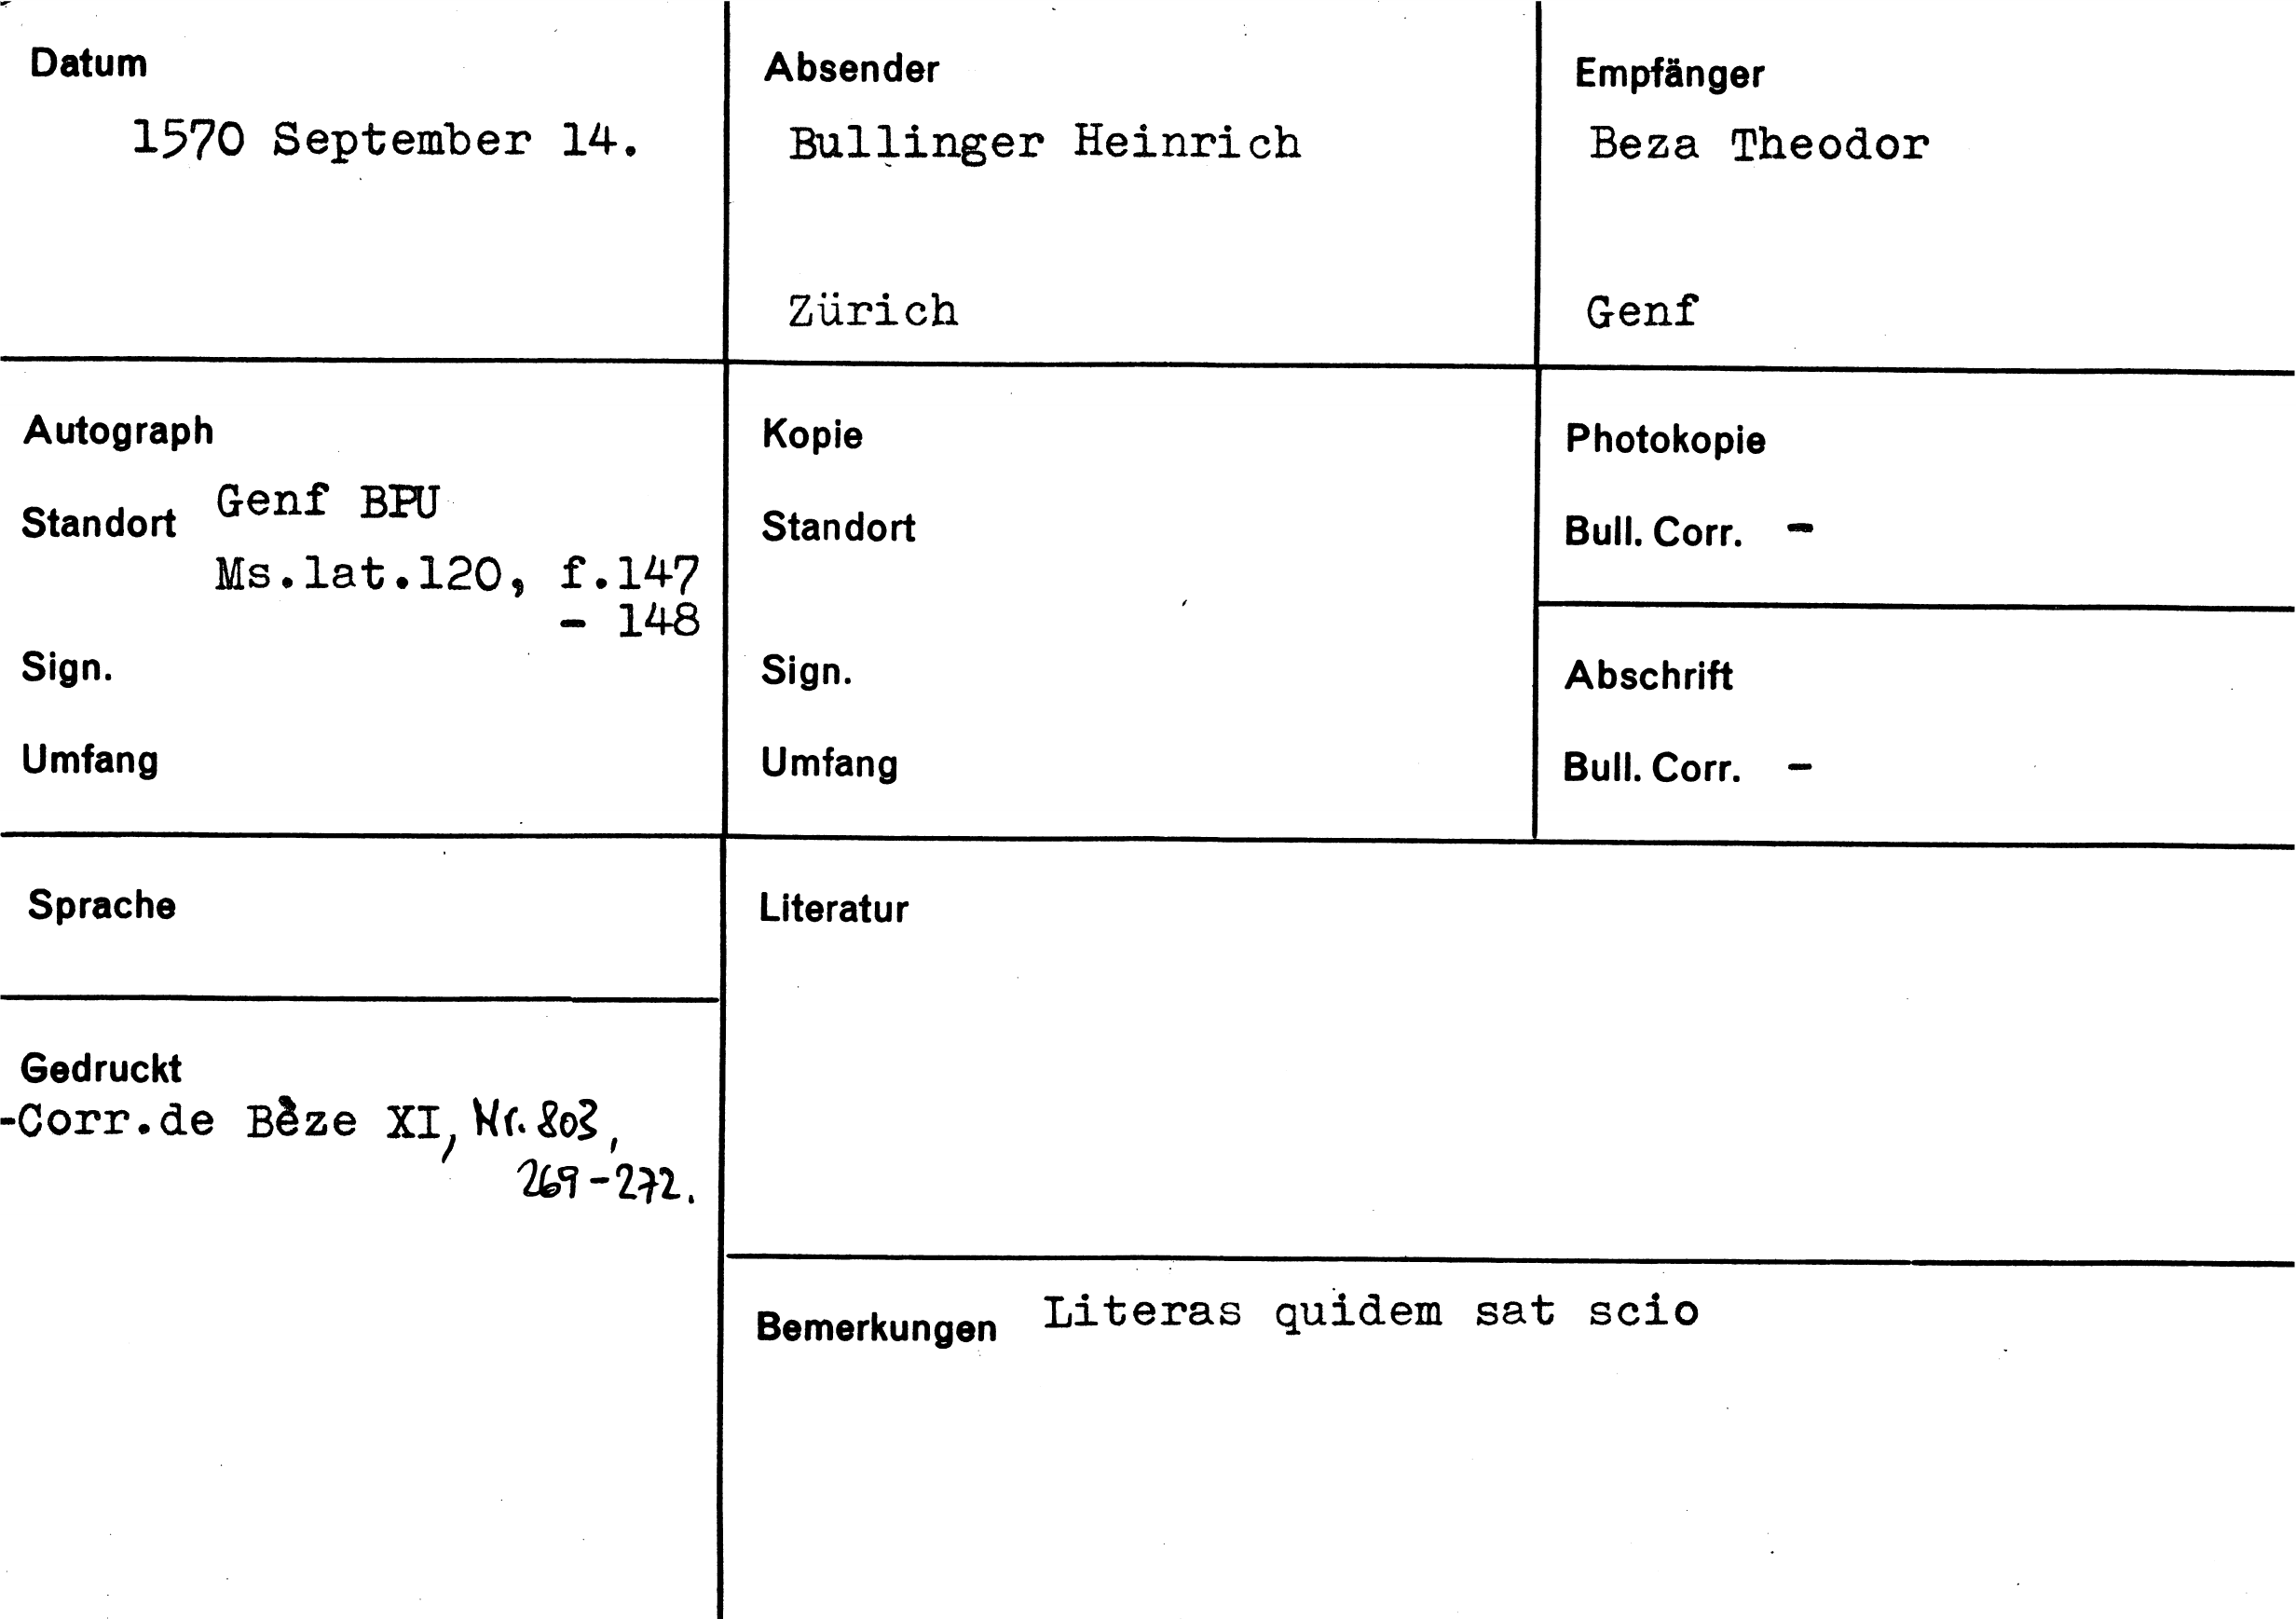 Datum
1570 September 14.
Absender
Bullinger Heinrich
Zürich
Empfänger
Beza Theodor
Genf
Autograph
Standort Genf BPU
Ms.lat.120, f.147
- 148
Sign.
Umfang
Kopie
Standort
Sign.
Umfang
Photokopie
Bull. Corr. -
Abschrift
Bull. Corr. -
Sprache
Gedruckt
-Corr.de Bèze XI, Nr. 803,
269-272.
Literatur
Bemerkungen Literas quidem sat scio